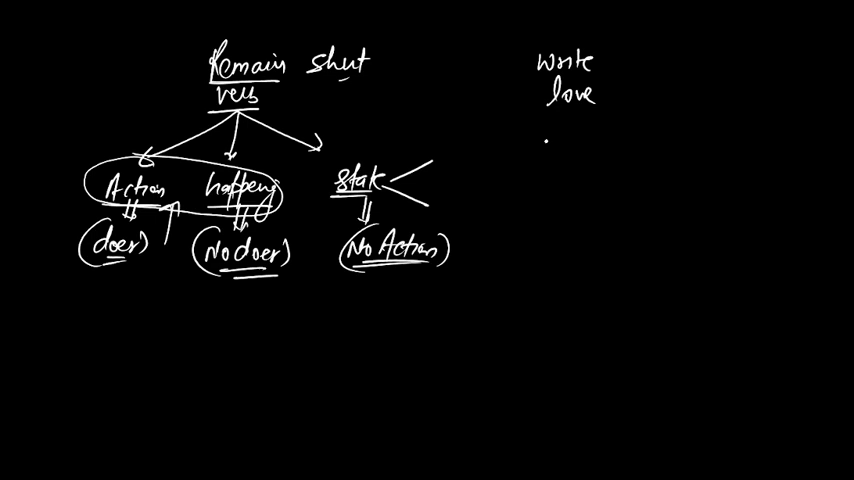 Remain shut
verb
Action happening state
(doer) (No doer) (No Action)
write
love